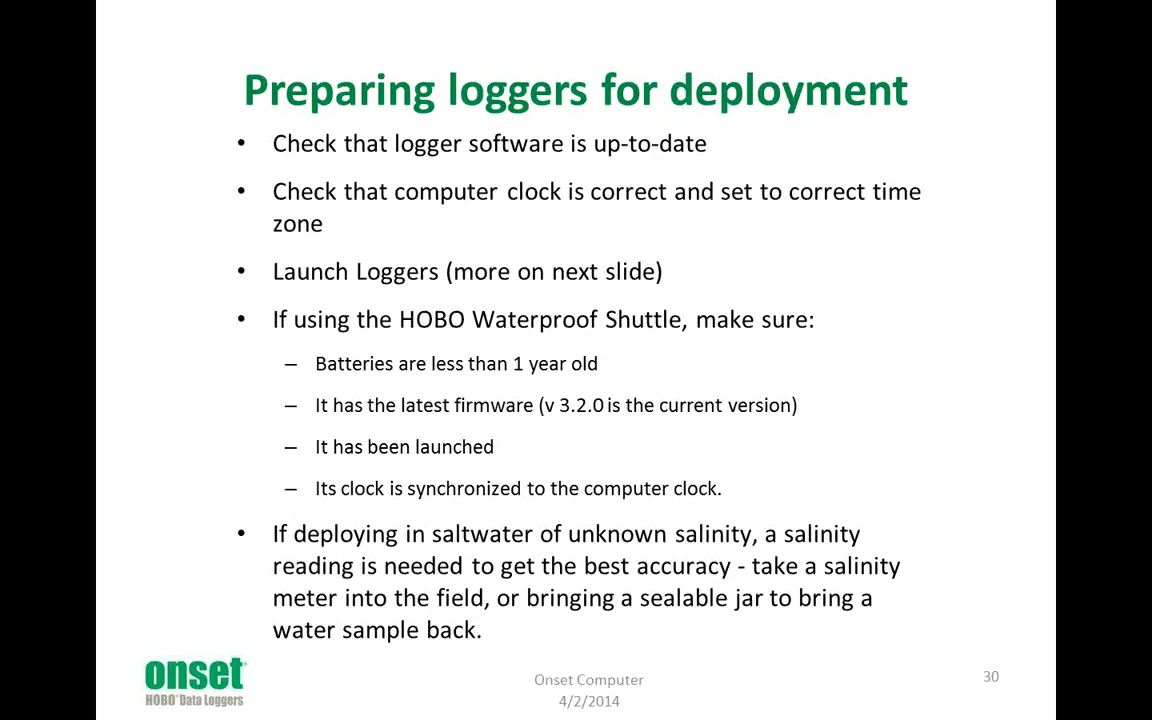 Preparing loggers for deployment
• Check that logger software is up-to-date
• Check that computer clock is correct and set to correct time
zone
• Launch Loggers (more on next slide)
• If using the HOBO Waterproof Shuttle, make sure:
– Batteries are less than 1 year old
– It has the latest firmware (v 3.2.0 is the current version)
– It has been launched
– Its clock is synchronized to the computer clock.
• If deploying in saltwater of unknown salinity, a salinity
reading is needed to get the best accuracy - take a salinity
meter into the field, or bringing a sealable jar to bring a
water sample back.
onset
HOBO® Data Loggers
Onset Computer
4/2/2014
30